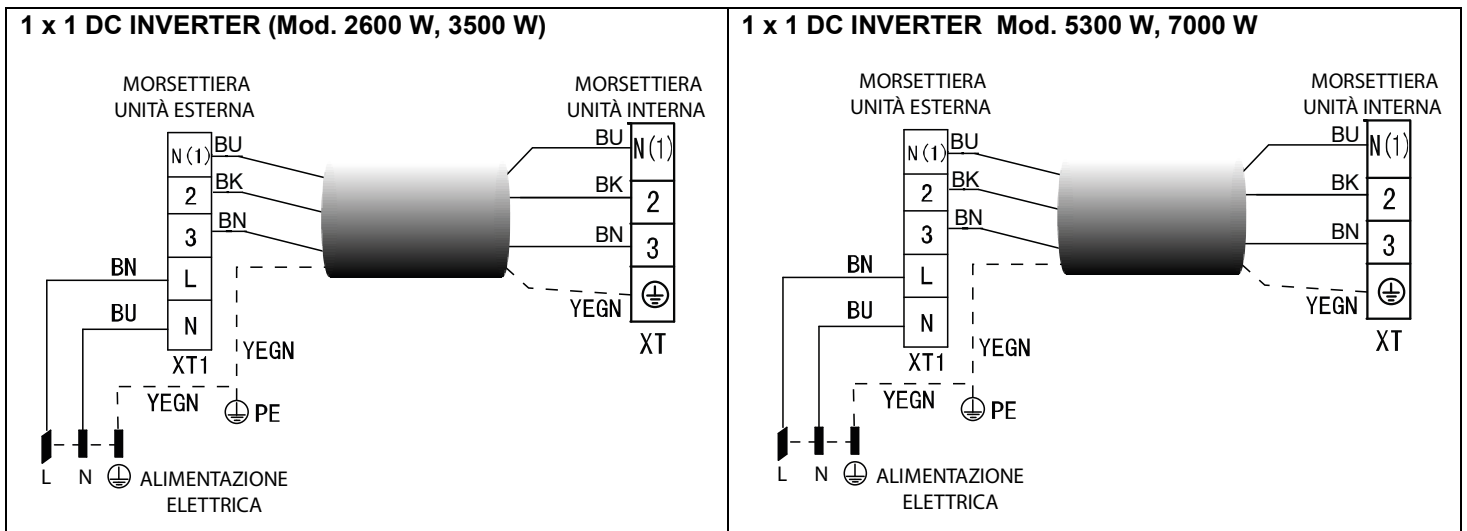 1 x 1 DC INVERTER (Mod. 2600 W, 3500 W)
MORSETTIERA
UNITÀ ESTERNA
MORSETTIERA
UNITÀ INTERNA
N(1)
BU
BU
N(1)
2
BK
BK
2
3
BN
BN
3
BN
L
YEGN
BU
N
XT
XT1
YEGN
YEGN
PE
L
N
ALIMENTAZIONE
ELETTRICA
1 x 1 DC INVERTER Mod. 5300 W, 7000 W
MORSETTIERA
UNITÀ ESTERNA
MORSETTIERA
UNITÀ INTERNA
N(1)
BU
BU
N(1)
2
BK
BK
2
3
BN
BN
3
BN
L
YEGN
BU
N
XT
XT1
YEGN
YEGN
PE
L
N
ALIMENTAZIONE
ELETTRICA